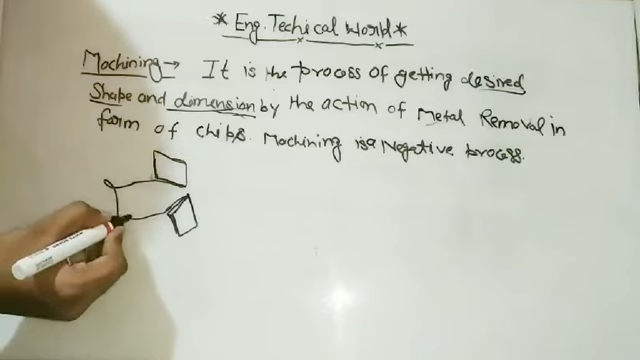 * Eng. Techical World *
Machining → It is the process of getting desired
Shape and dimension by the action of Metal Removal in
form of chips. Machining is a Negative process.